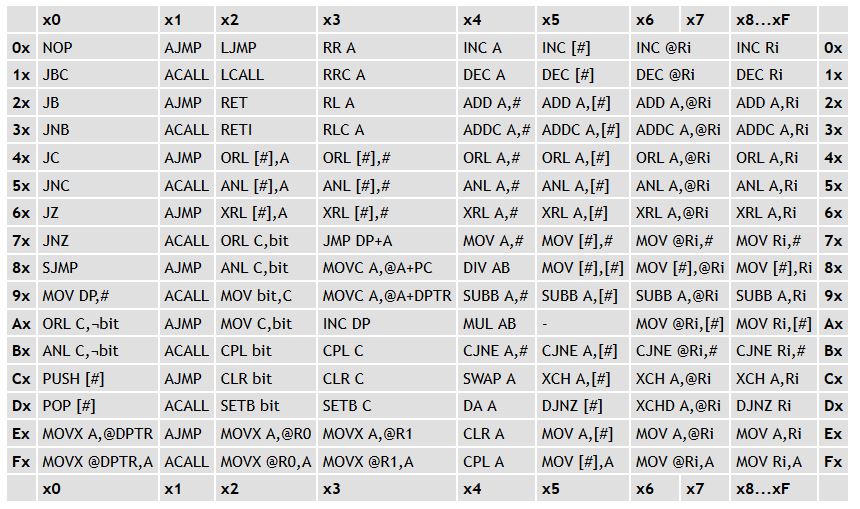 x0 x1 x2 x3 x4 x5 x6 x7 x8...xF
0x NOP AJMP LJMP RR A INC A INC [#] INC @Ri INC Ri 0x
1x JBC ACALL LCALL RRC A DEC A DEC [#] DEC @Ri DEC Ri 1x
2x JB AJMP RET RL A ADD A,# ADD A,[#] ADD A,@Ri ADD A,Ri 2x
3x JNB ACALL RETI RLC A ADDC A,# ADDC A,[#] ADDC A,@Ri ADDC A,Ri 3x
4x JC AJMP ORL [#],A ORL [#],# ORL A,# ORL A,[#] ORL A,@Ri ORL A,Ri 4x
5x JNC ACALL ANL [#],A ANL [#],# ANL A,# ANL A,[#] ANL A,@Ri ANL A,Ri 5x
6x JZ AJMP XRL [#],A XRL [#],# XRL A,# XRL A,[#] XRL A,@Ri XRL A,Ri 6x
7x JNZ ACALL ORL C,bit JMP DP+A MOV A,# MOV [#],# MOV @Ri,# MOV Ri,# 7x
8x SJMP AJMP ANL C,bit MOVC A,@A+PC DIV AB MOV [#],[#] MOV [#],@Ri MOV [#],Ri 8x
9x MOV DP,# ACALL MOV bit,C MOVC A,@A+DPTR SUBB A,# SUBB A,[#] SUBB A,@Ri SUBB A,Ri 9x
Ax ORL C,¬bit AJMP MOV C,bit INC DP MUL AB - MOV @Ri,[#] MOV Ri,[#] Ax
Bx ANL C,¬bit ACALL CPL bit CPL C CJNE A,# CJNE A,[#] CJNE @Ri,# CJNE Ri,# Bx
Cx PUSH [#] AJMP CLR bit CLR C SWAP A XCH A,[#] XCH A,@Ri XCH A,Ri Cx
Dx POP [#] ACALL SETB bit SETB C DA A DJNZ [#] XCHD A,@Ri DJNZ Ri Dx
Ex MOVX A,@DPTR AJMP MOVX A,@R0 MOVX A,@R1 CLR A MOV A,[#] MOV A,@Ri MOV A,Ri Ex
Fx MOVX @DPTR,A ACALL MOVX @R0,A MOVX @R1,A CPL A MOV [#],A MOV @Ri,A MOV Ri,A Fx
x0 x1 x2 x3 x4 x5 x6 x7 x8...xF